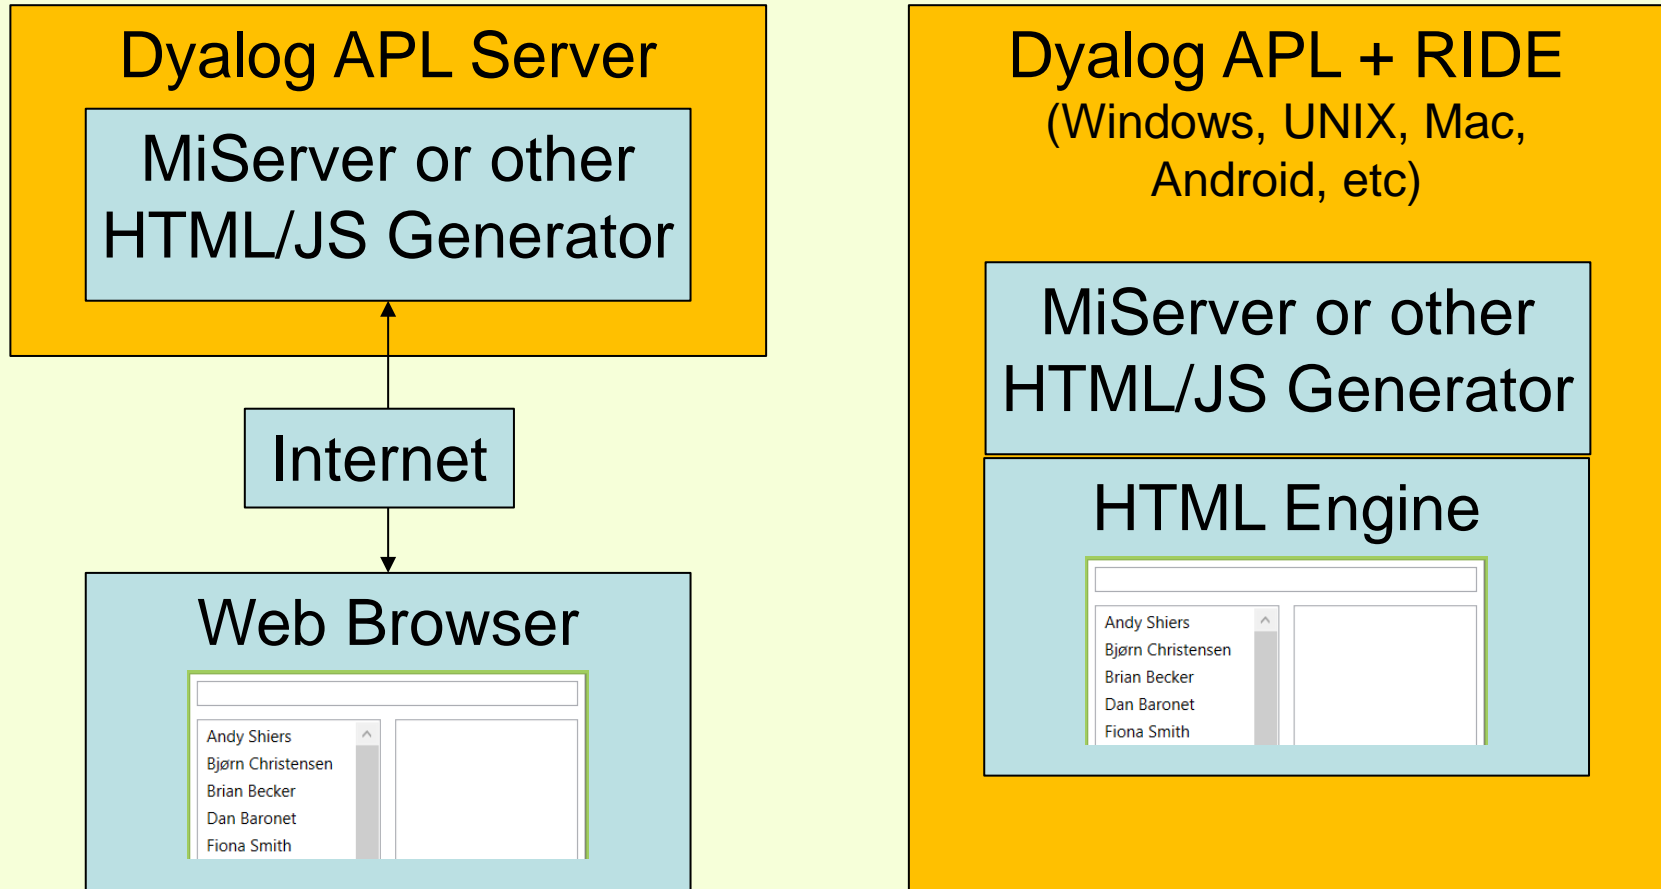 Dyalog APL Server
MiServer or other
HTML/JS Generator
Internet
Web Browser
Andy Shiers
Bjørn Christensen
Brian Becker
Dan Baronet
Fiona Smith
Dyalog APL + RIDE
(Windows, UNIX, Mac,
Android, etc)
MiServer or other
HTML/JS Generator
HTML Engine
Andy Shiers
Bjørn Christensen
Brian Becker
Dan Baronet
Fiona Smith